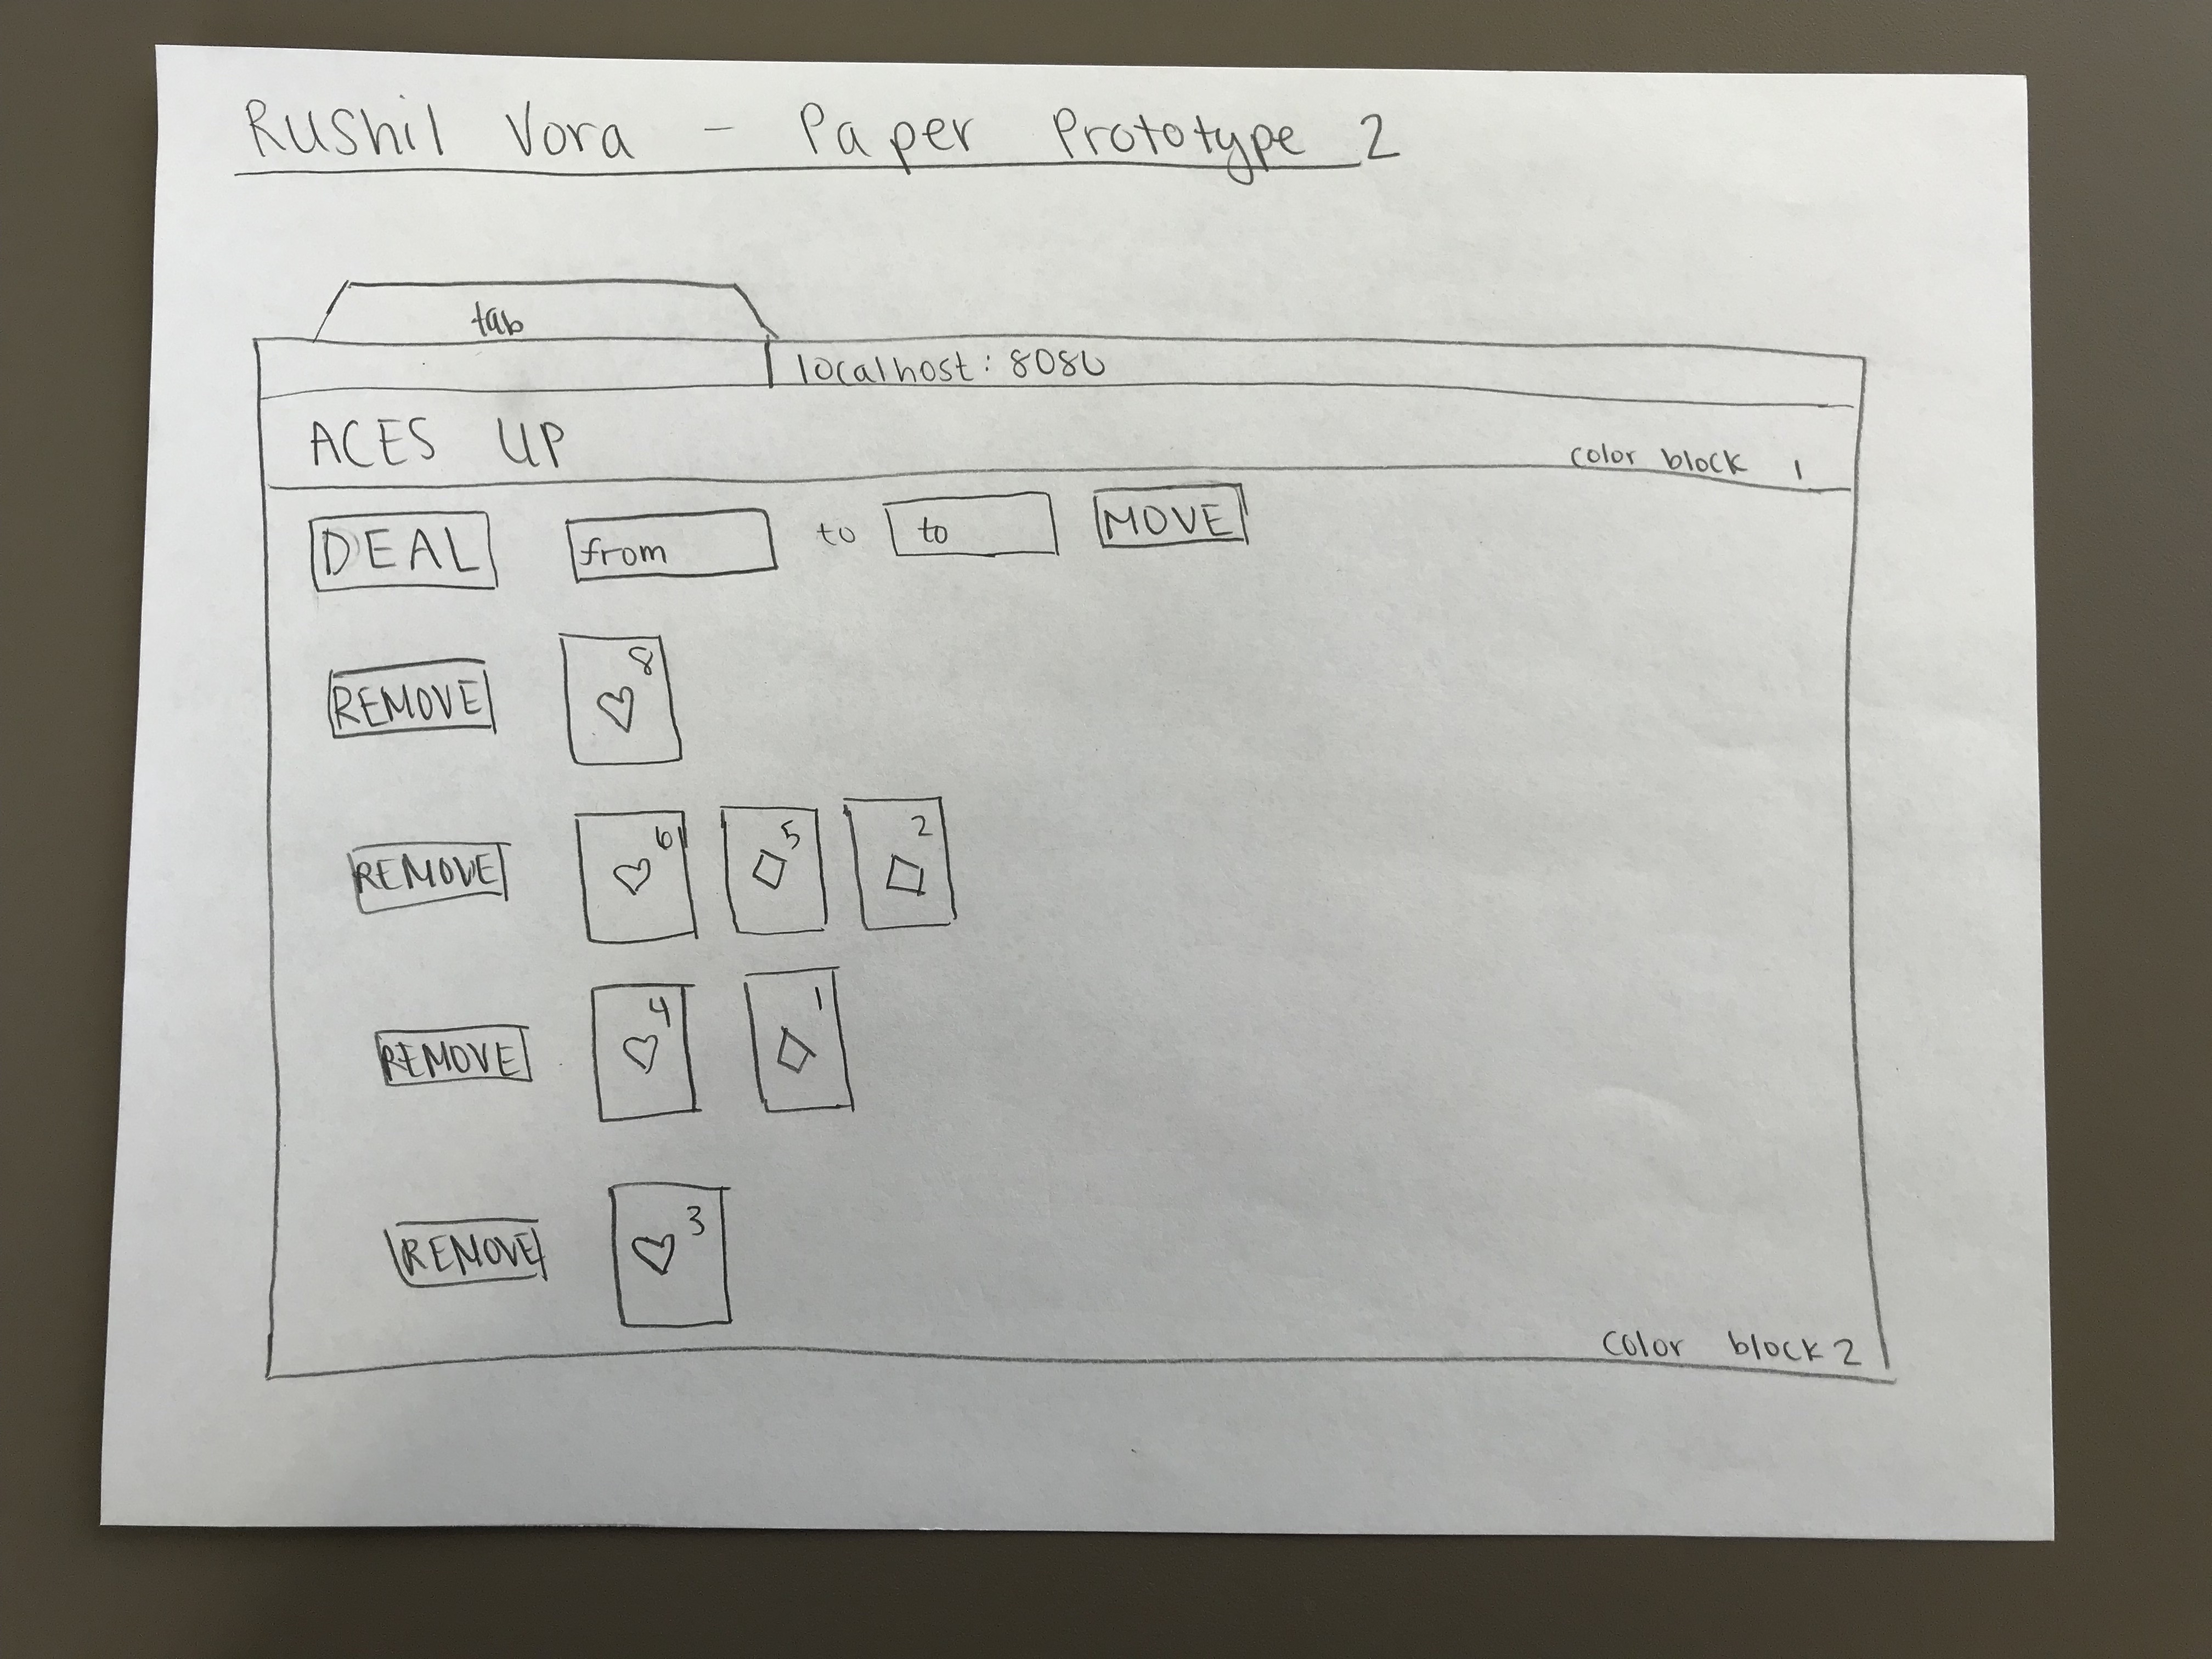 Rushil Vora - Paper Prototype 2
tab
localhost: 8080
ACES UP
color block 1
DEAL from to to MOVE
REMOVE 8
REMOVE 6 5 2
REMOVE 4 1
REMOVE 3
color block 2